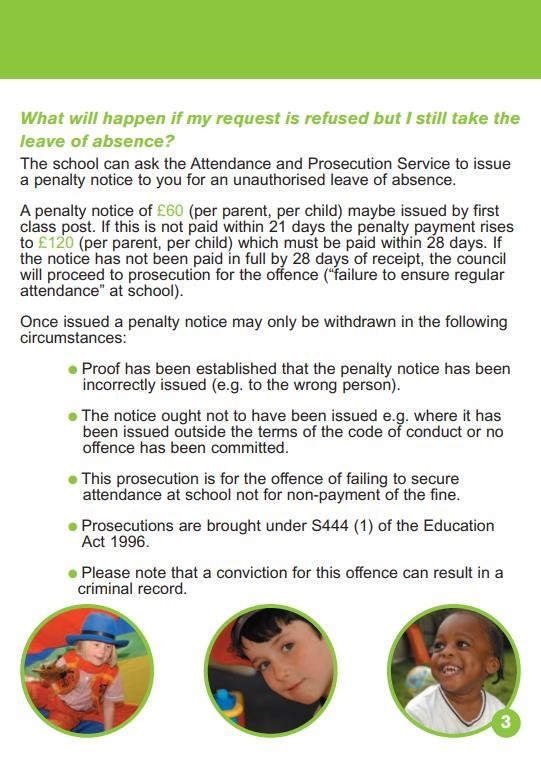 What will happen if my request is refused but I still take the
leave of absence?
The school can ask the Attendance and Prosecution Service to issue
a penalty notice to you for an unauthorised leave of absence.
A penalty notice of £60 (per parent, per child) maybe issued by first
class post. If this is not paid within 21 days the penalty payment rises
to £120 (per parent, per child) which must be paid within 28 days. If
the notice has not been paid in full by 28 days of receipt, the council
will proceed to prosecution for the offence (“failure to ensure regular
attendance” at school).
Once issued a penalty notice may only be withdrawn in the following
circumstances:
● Proof has been established that the penalty notice has been
incorrectly issued (e.g. to the wrong person).
● The notice ought not to have been issued e.g. where it has
been issued outside the terms of the code of conduct or no
offence has been committed.
● This prosecution is for the offence of failing to secure
attendance at school not for non-payment of the fine.
● Prosecutions are brought under S444 (1) of the Education
Act 1996.
● Please note that a conviction for this offence can result in a
criminal record.
3